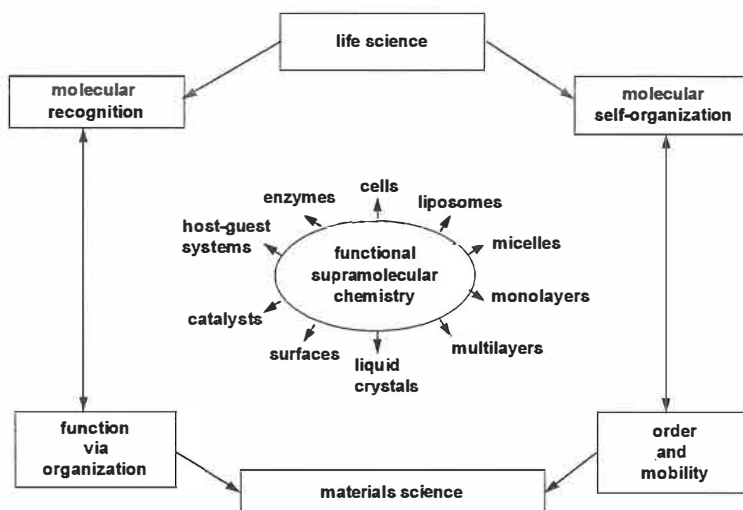 life science
molecular
recognition
molecular
self-organization
cells
enzymes
liposomes
host-guest
systems
functional
supramolecular
chemistry
micelles
monolayers
catalysts
surfaces
liquid
crystals
multilayers
function
via
organization
order
and
mobility
materials science